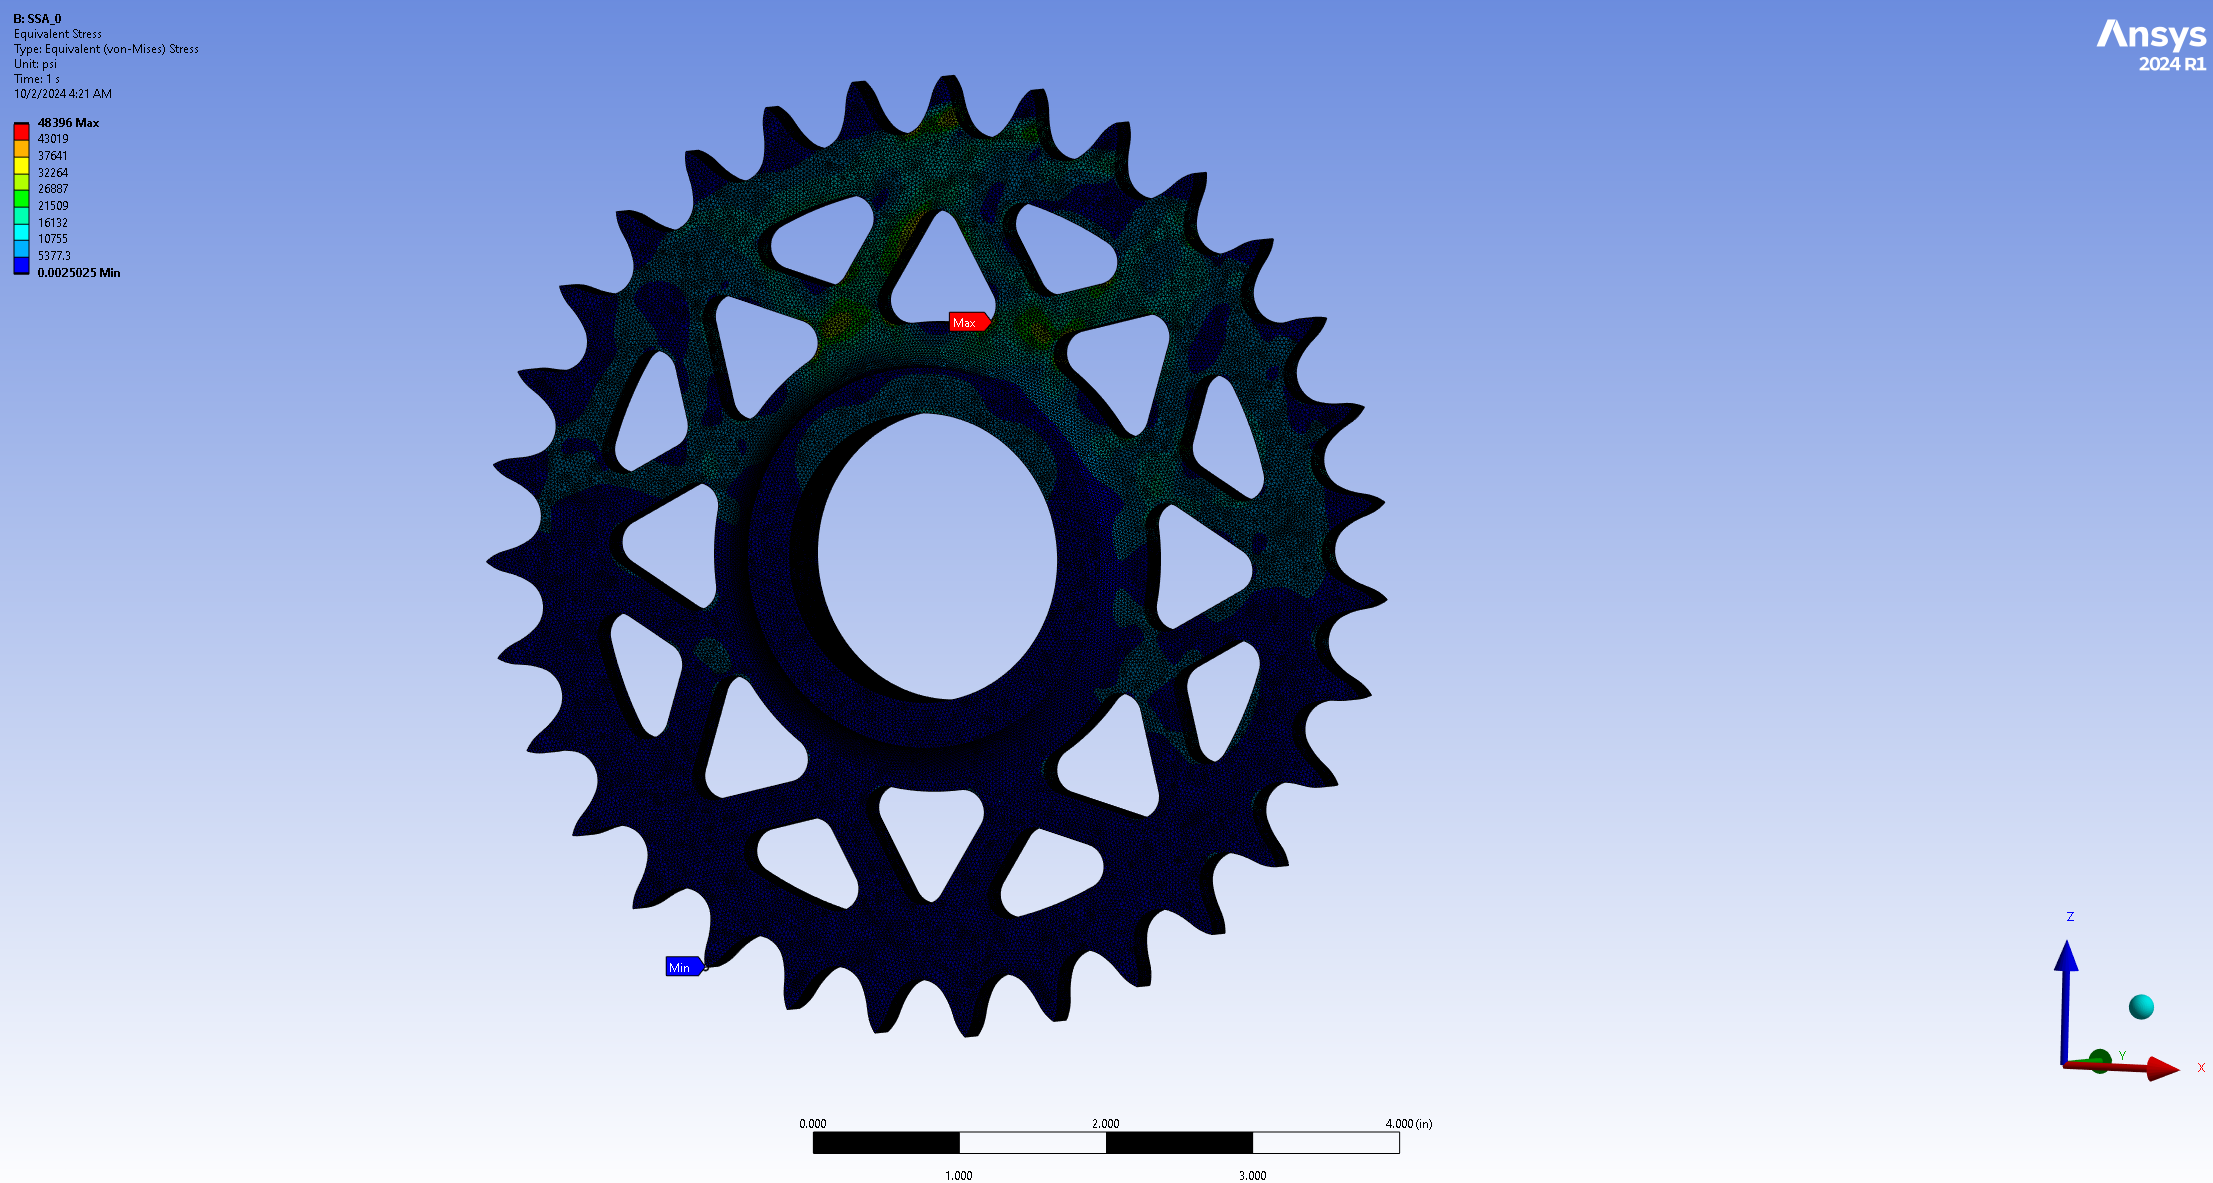 B: SSA_0
Equivalent Stress
Type: Equivalent (von-Mises) Stress
Unit: psi
Time: 1 s
10/2/2024 4:21 AM
48396 Max
43019
37641
32264
26887
21509
16132
10755
5377.3
0.0025025 Min
Ansys
2024 R1
Max
Min
Z
Y
X
0.000 2.000 4.000 (in)
1.000 3.000